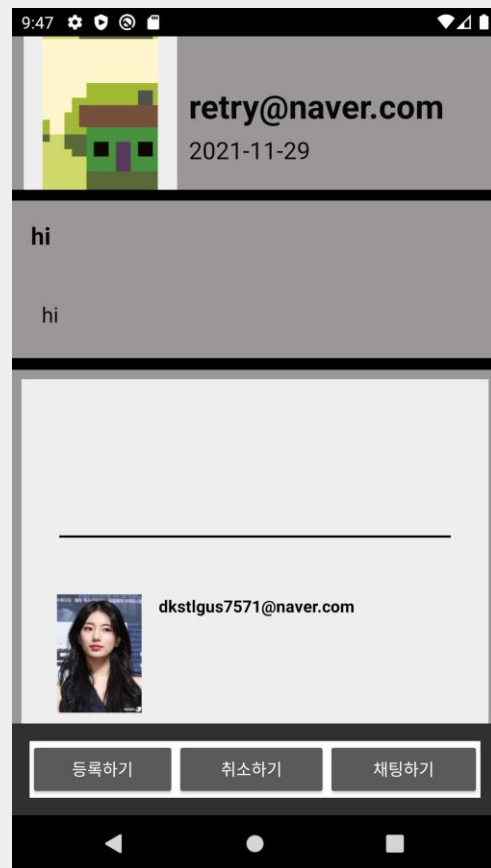 9:47
retry@naver.com
2021-11-29
hi
hi
dkstlgus7571@naver.com
등록하기 취소하기 채팅하기